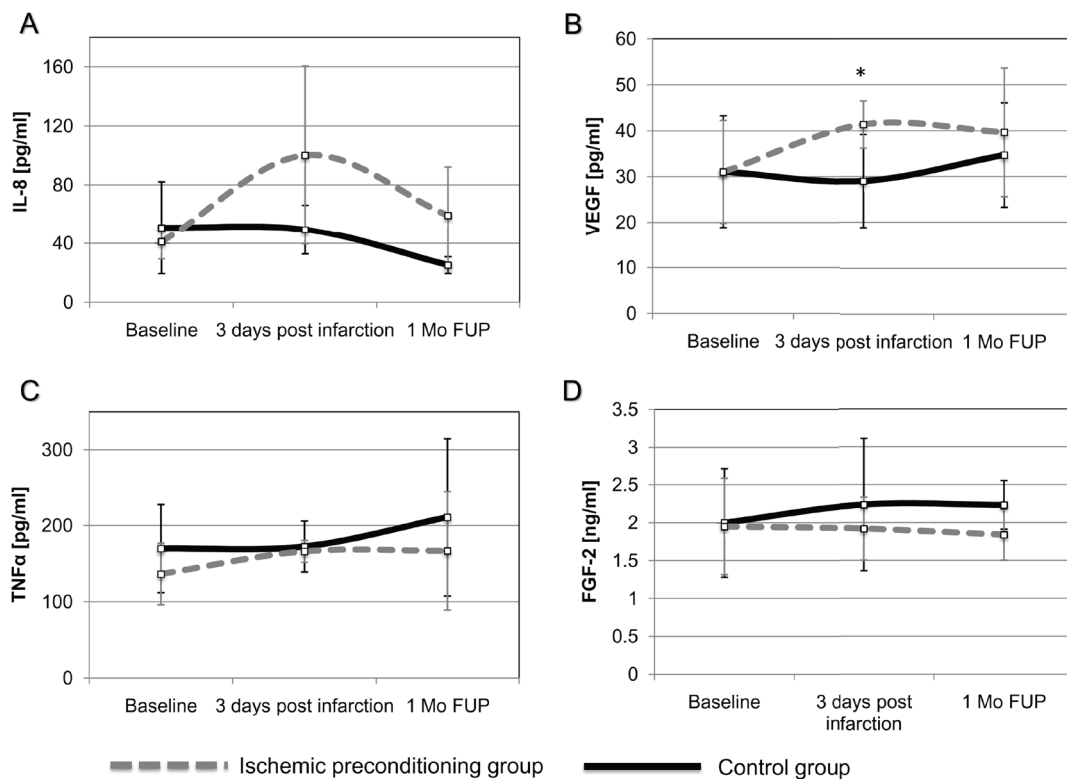 A
IL-8 [pg/ml]
160
120
80
40
0
Baseline 3 days post infarction 1 Mo FUP
B
VEGF [pg/ml]
60
50
40
30
20
10
0
*
Baseline 3 days post infarction 1 Mo FUP
C
TNFα [pg/ml]
300
200
100
0
Baseline 3 days post infarction 1 Mo FUP
D
FGF-2 [ng/ml]
3.5
3
2.5
2
1.5
1
0.5
0
Baseline 3 days post 1 Mo FUP
infarction
Ischemic preconditioning group Control group